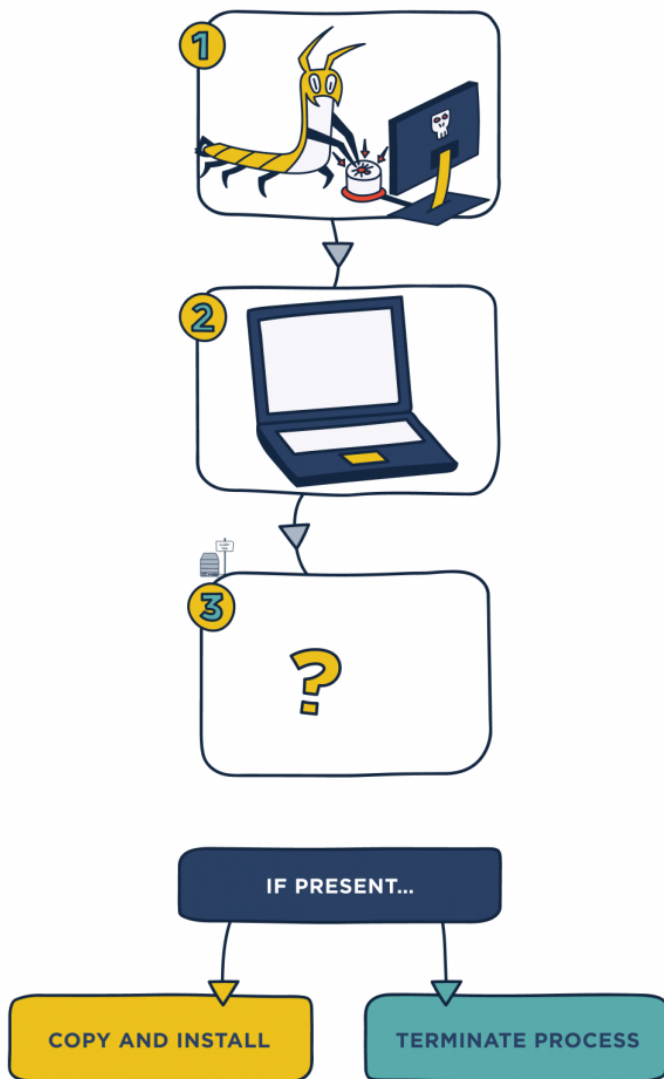 1
2
3
?
IF PRESENT...
COPY AND INSTALL
TERMINATE PROCESS